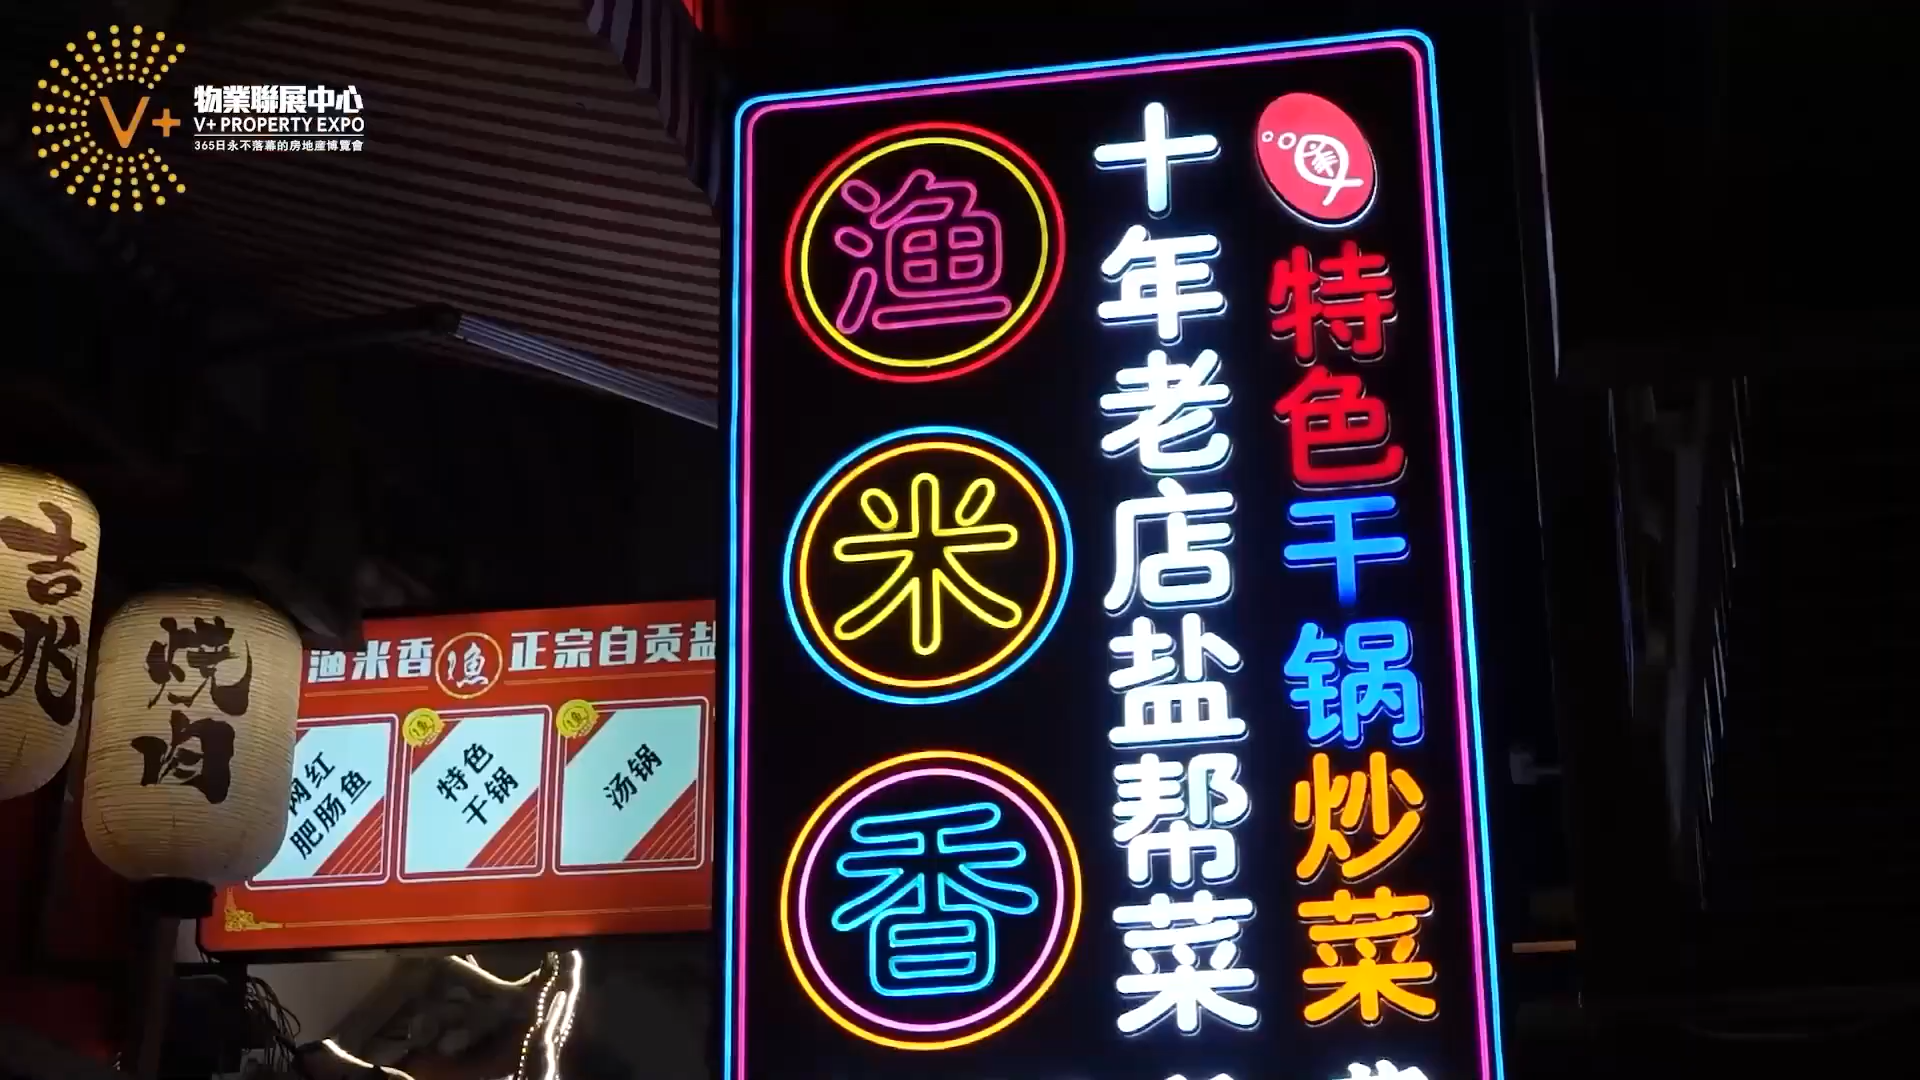 物業聯展中心
V+ PROPERTY EXPO
365日永不落幕的房地産博覽會
渔米香
十年老店盐帮菜
特色干锅炒菜
吉兆
焼肉
渔米香 渔 正宗自贡盐
网红
肥肠鱼
特色
干锅
汤锅